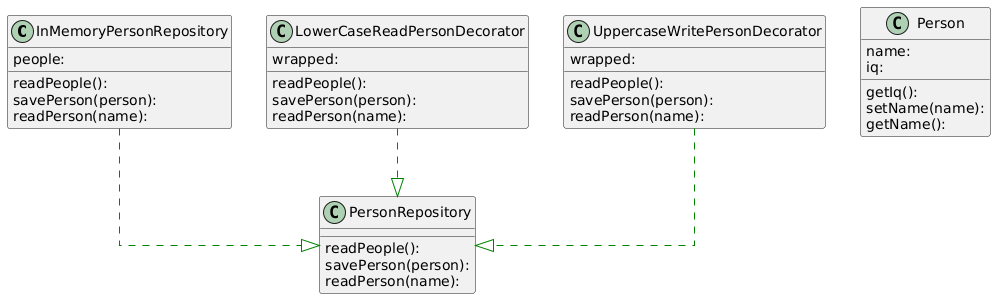 C InMemoryPersonRepository
people:
readPeople():
savePerson(person):
readPerson(name):
C LowerCaseReadPersonDecorator
wrapped:
readPeople():
savePerson(person):
readPerson(name):
C UppercaseWritePersonDecorator
wrapped:
readPeople():
savePerson(person):
readPerson(name):
C Person
name:
iq:
getIq():
setName(name):
getName():
C PersonRepository
readPeople():
savePerson(person):
readPerson(name):